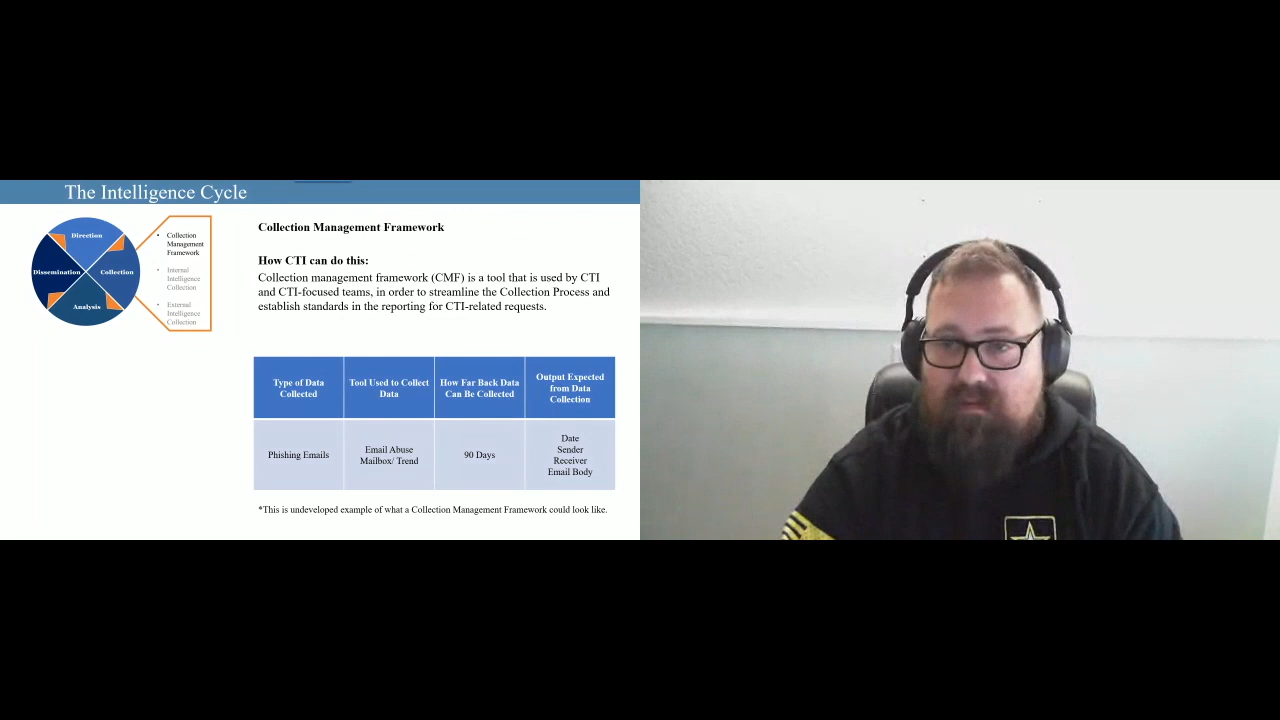 The Intelligence Cycle
Direction
Dissemination
Collection
Analysis
• Collection
Management
Framework
• Internal
Intelligence
Collection
• External
Intelligence
Collection
Collection Management Framework
How CTI can do this:
Collection management framework (CMF) is a tool that is used by CTI
and CTI-focused teams, in order to streamline the Collection Process and
establish standards in the reporting for CTI-related requests.
Type of Data
Collected
Tool Used to Collect
Data
How Far Back Data
Can Be Collected
Output Expected
from Data
Collection
Phishing Emails
Email Abuse
Mailbox/ Trend
90 Days
Date
Sender
Receiver
Email Body
*This is undeveloped example of what a Collection Management Framework could look like.